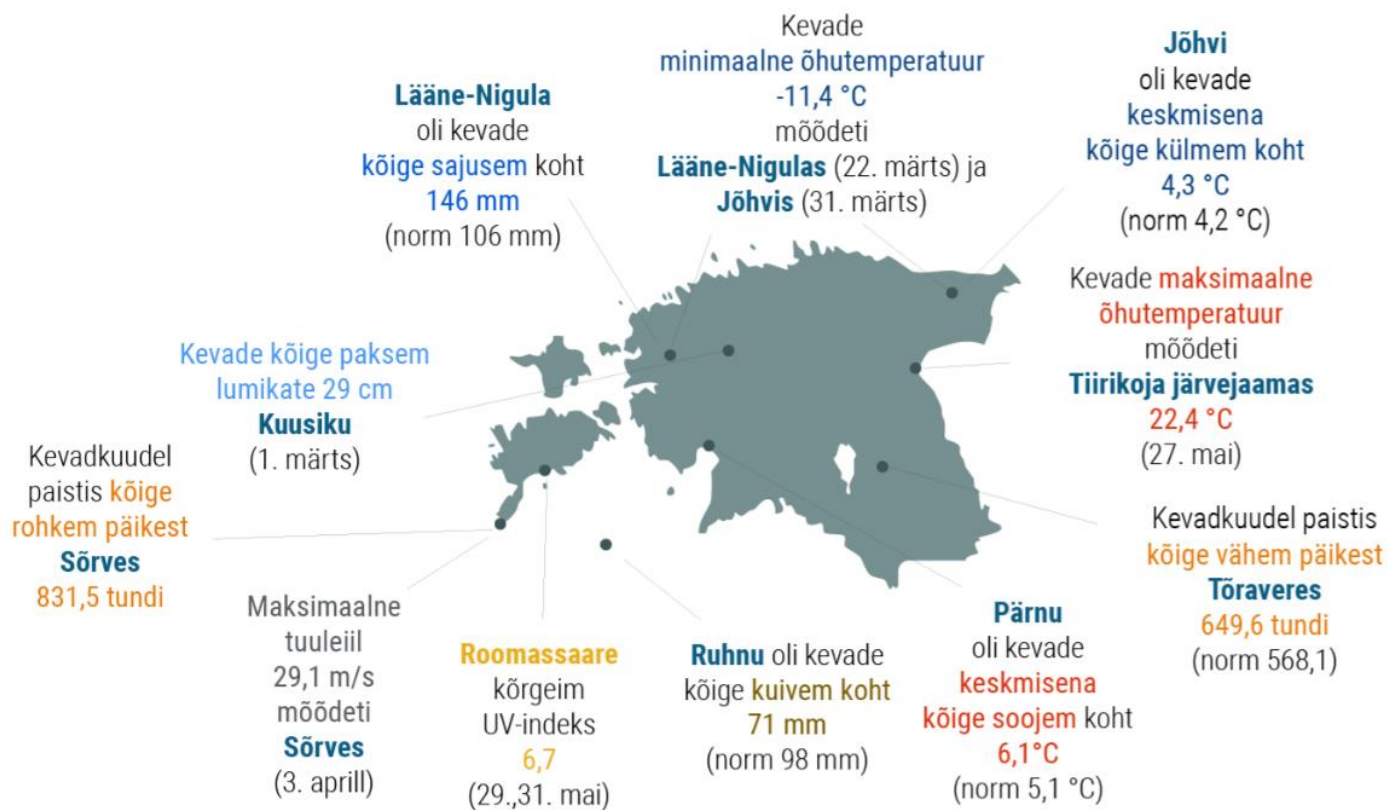 Kevade
minimaalne õhutemperatuur
-11,4 °C
mõõdeti
Lääne-Nigulas (22. märts) ja
Jõhvis (31. märts)
Jõhvi
oli kevade
keskmisena
kõige külmem koht
4,3 °C
(norm 4,2 °C)
Lääne-Nigula
oli kevade
kõige sajusem koht
146 mm
(norm 106 mm)
Kevade maksimaalne
õhutemperatuur
mõõdeti
Tiirikoja järvejaamas
22,4 °C
(27. mai)
Kevade kõige paksem
lumikate 29 cm
Kuusiku
(1. märts)
Kevadkuudel
paistis kõige
rohkem päikest
Sõrves
831,5 tundi
Kevadkuudel paistis
kõige vähem päikest
Tõraveres
649,6 tundi
(norm 568,1)
Maksimaalne
tuuleiil
29,1 m/s
mõõdeti
Sõrves
(3. aprill)
Roomassaare
kõrgeim
UV-indeks
6,7
(29.,31. mai)
Ruhnu oli kevade
kõige kuivem koht
71 mm
(norm 98 mm)
Pärnu
oli kevade
keskmisena
kõige soojem koht
6,1°C
(norm 5,1 °C)